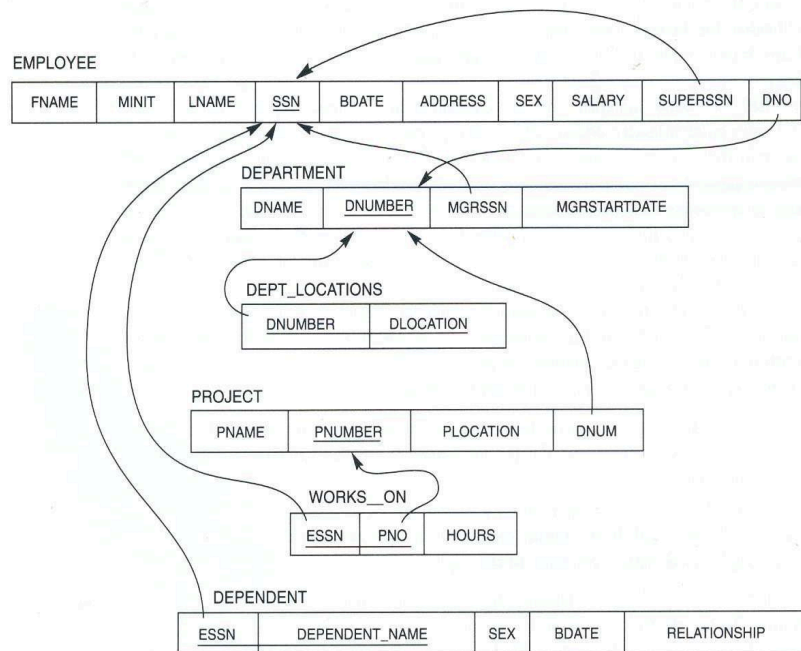 EMPLOYEE
FNAME MINIT LNAME SSN BDATE ADDRESS SEX SALARY SUPERSSN DNO
DEPARTMENT
DNAME DNUMBER MGRSSN MGRSTARTDATE
DEPT_LOCATIONS
DNUMBER DLOCATION
PROJECT
PNAME PNUMBER PLOCATION DNUM
WORKS_ON
ESSN PNO HOURS
DEPENDENT
ESSN DEPENDENT_NAME SEX BDATE RELATIONSHIP